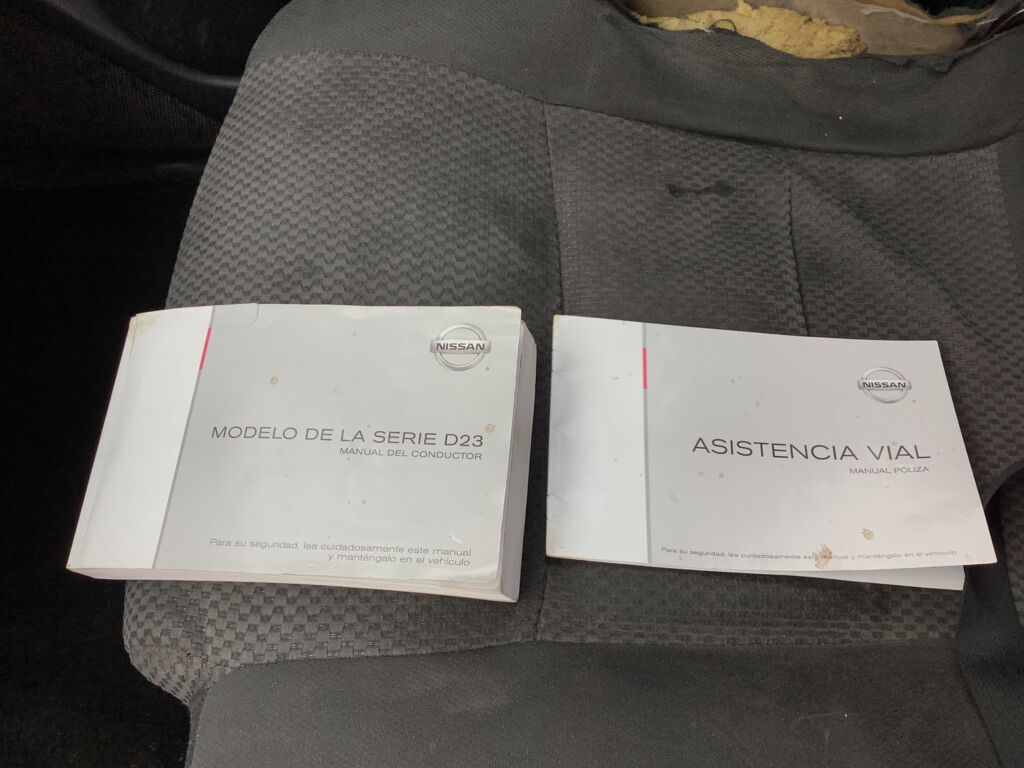 NISSAN
MODELO DE LA SERIE D23
MANUAL DEL CONDUCTOR
Para su seguridad, lea cuidadosamente este manual
y manténgalo en el vehículo
NISSAN
ASISTENCIA VIAL
MANUAL PÓLIZA
Para su seguridad, lea cuidadosamente este manual y manténgalo en el vehículo